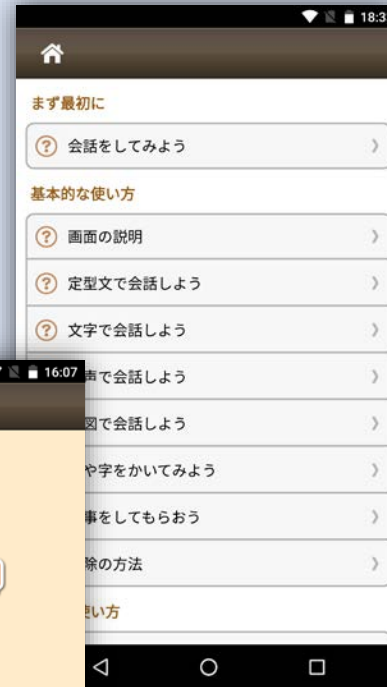 18:3
まず最初に
会話をしてみよう
基本的な使い方
画面の説明
定型文で会話しよう
文字で会話しよう
16:07
声で会話しよう
図で会話しよう
や字をかいてみよう
事をしてもらおう
除の方法
使い方